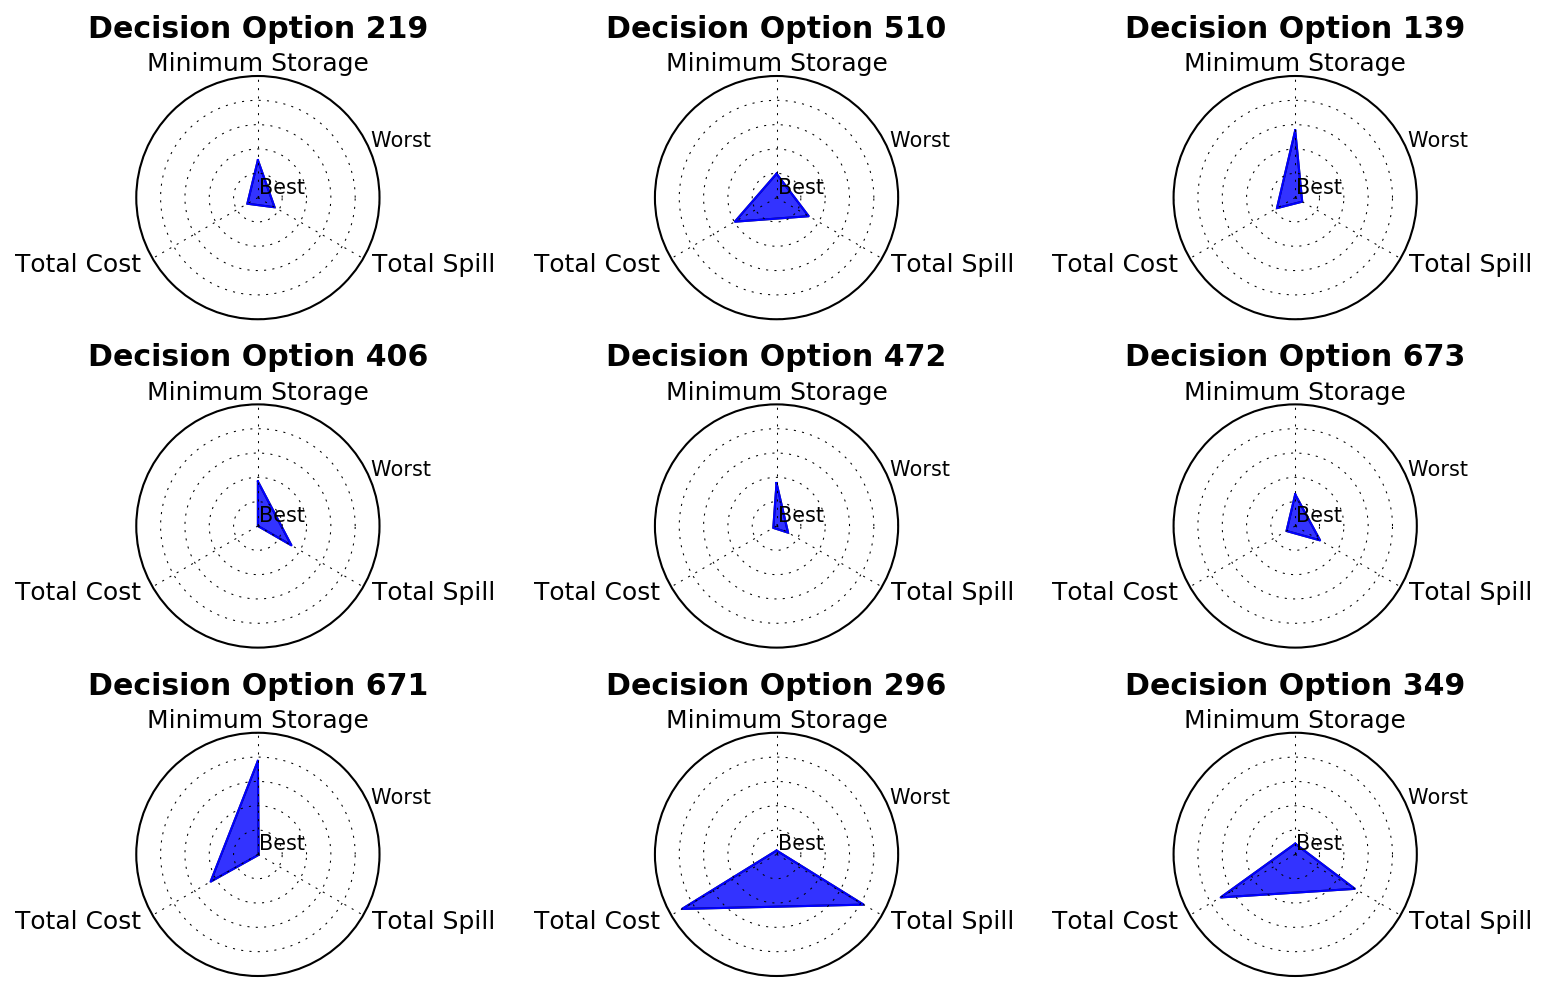 Decision Option 219
Minimum Storage
Worst
Best
Total Cost
Total Spill
Decision Option 510
Minimum Storage
Worst
Best
Total Cost
Total Spill
Decision Option 139
Minimum Storage
Worst
Best
Total Cost
Total Spill
Decision Option 406
Minimum Storage
Worst
Best
Total Cost
Total Spill
Decision Option 472
Minimum Storage
Worst
Best
Total Cost
Total Spill
Decision Option 673
Minimum Storage
Worst
Best
Total Cost
Total Spill
Decision Option 671
Minimum Storage
Worst
Best
Total Cost
Total Spill
Decision Option 296
Minimum Storage
Worst
Best
Total Cost
Total Spill
Decision Option 349
Minimum Storage
Worst
Best
Total Cost
Total Spill